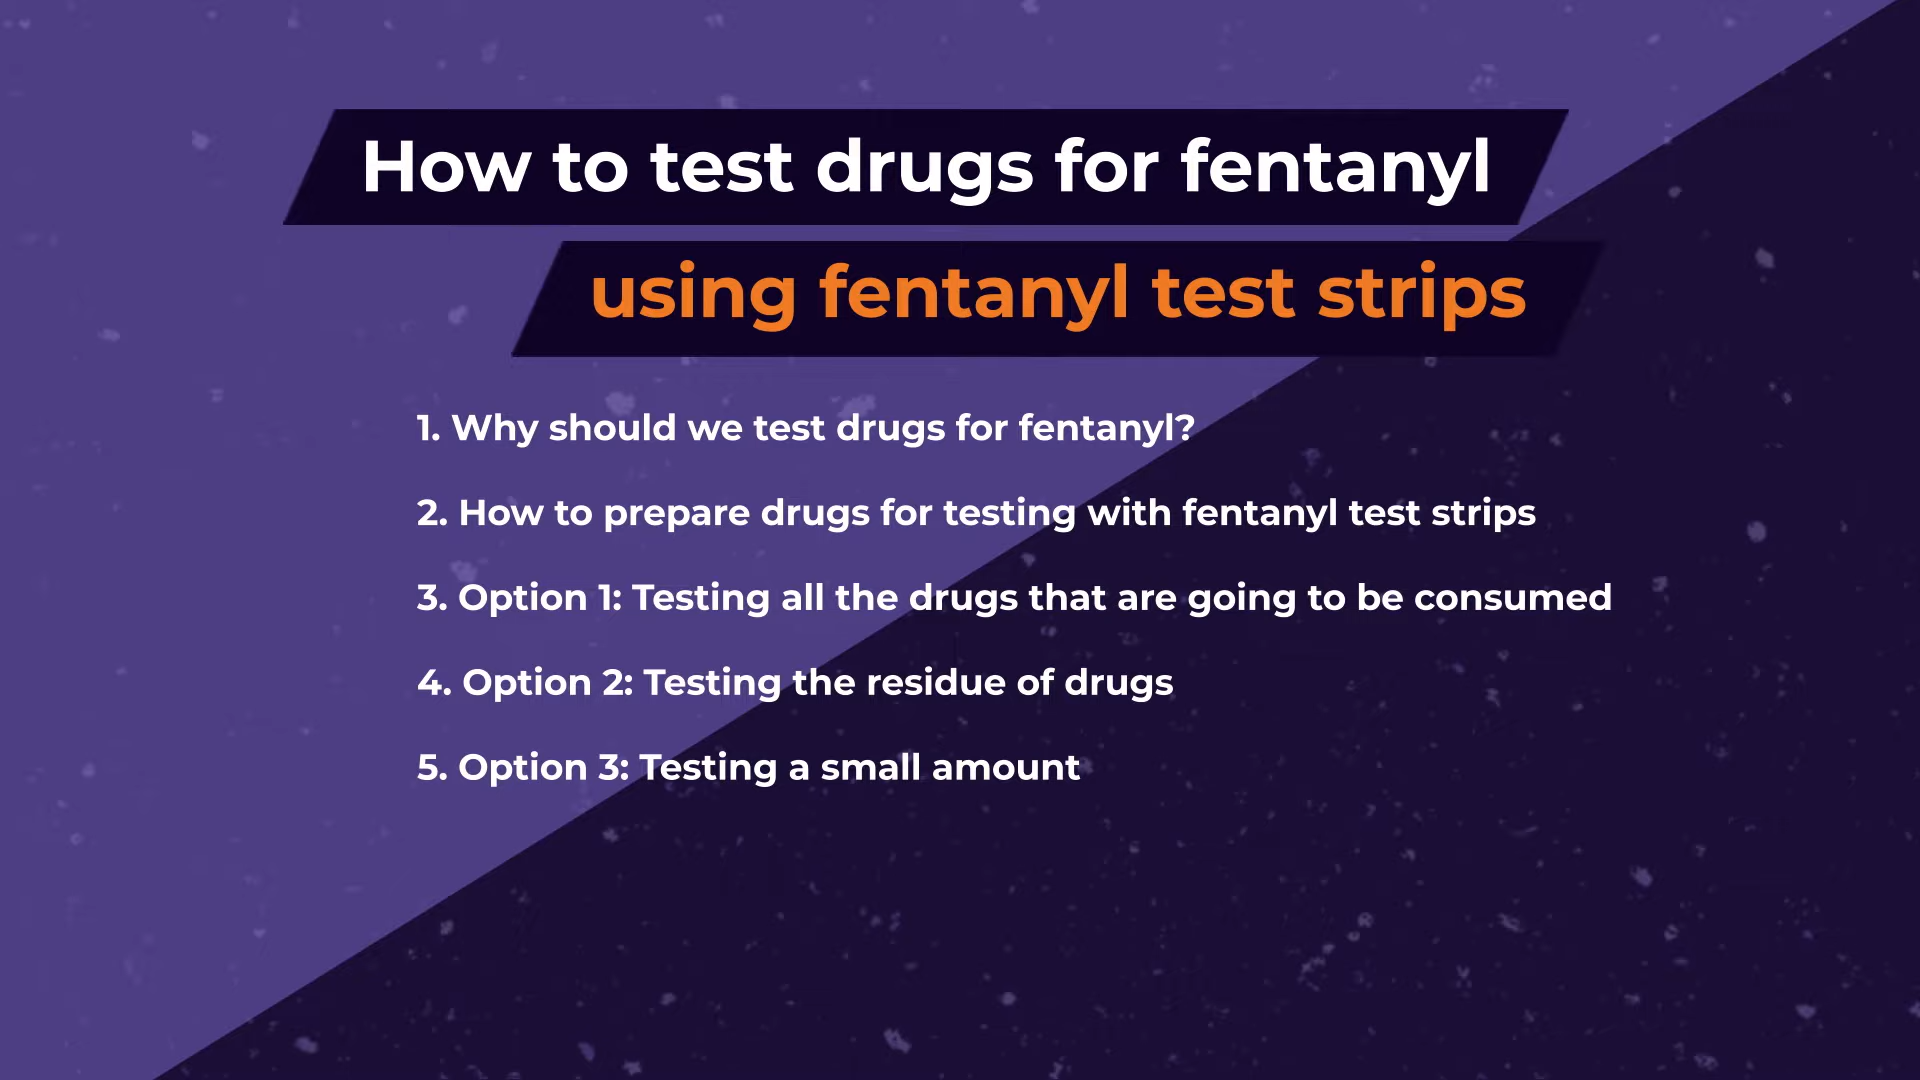 How to test drugs for fentanyl
using fentanyl test strips
1. Why should we test drugs for fentanyl?
2. How to prepare drugs for testing with fentanyl test strips
3. Option 1: Testing all the drugs that are going to be consumed
4. Option 2: Testing the residue of drugs
5. Option 3: Testing a small amount